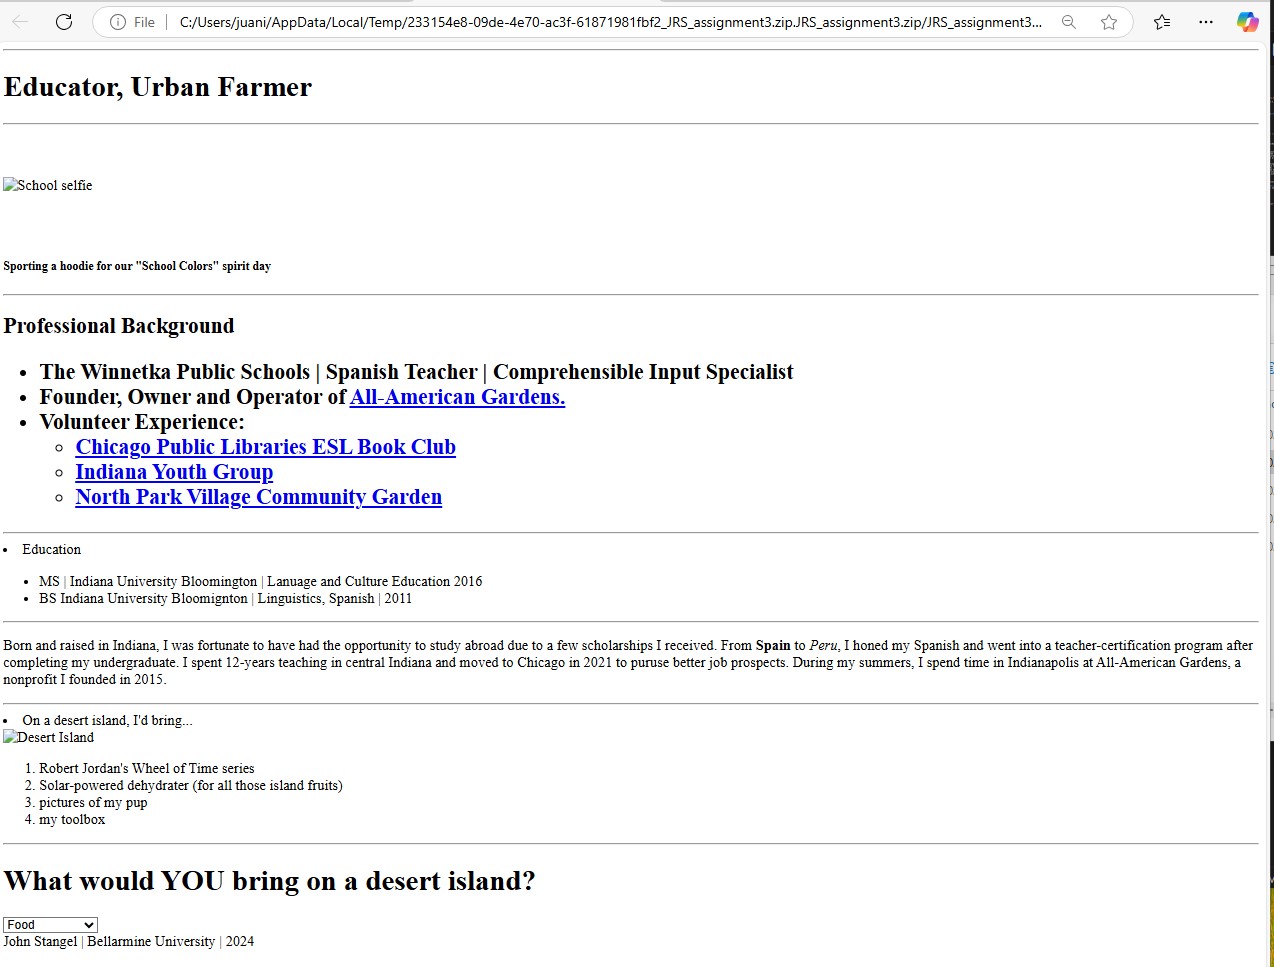 File
C:/Users/juani/AppData/Local/Temp/233154e8-09de-4e70-ac3f-61871981fbf2_JRS_assignment3.zip.JRS_assignment3.zip/JRS_assignment3...
Educator, Urban Farmer
School selfie
Sporting a hoodie for our "School Colors" spirit day
Professional Background
• The Winnetka Public Schools | Spanish Teacher | Comprehensible Input Specialist
• Founder, Owner and Operator of All-American Gardens.
• Volunteer Experience:
◦ Chicago Public Libraries ESL Book Club
◦ Indiana Youth Group
◦ North Park Village Community Garden
• Education
• MS | Indiana University Bloomington | Lanuage and Culture Education 2016
• BS Indiana University Bloomignton | Linguistics, Spanish | 2011
Born and raised in Indiana, I was fortunate to have had the opportunity to study abroad due to a few scholarships I received. From Spain to Peru, I honed my Spanish and went into a teacher-certification program after
completing my undergraduate. I spent 12-years teaching in central Indiana and moved to Chicago in 2021 to puruse better job prospects. During my summers, I spend time in Indianapolis at All-American Gardens, a
nonprofit I founded in 2015.
• On a desert island, I'd bring...
Desert Island
1. Robert Jordan's Wheel of Time series
2. Solar-powered dehydrater (for all those island fruits)
3. pictures of my pup
4. my toolbox
What would YOU bring on a desert island?
Food
John Stangel | Bellarmine University | 2024